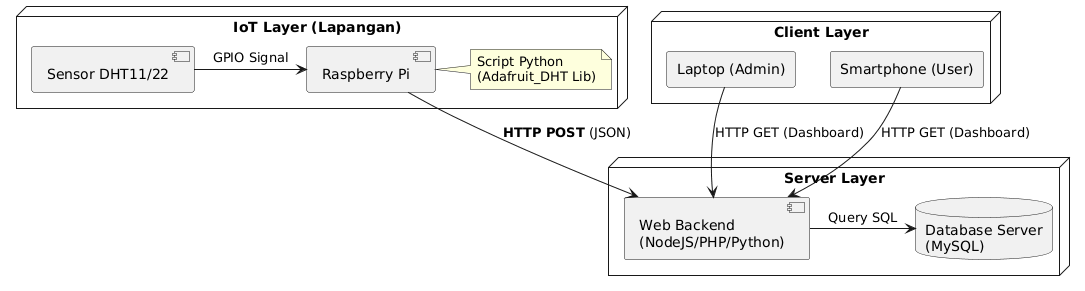 IoT Layer (Lapangan)
Sensor DHT11/22
GPIO Signal
Raspberry Pi
Script Python
(Adafruit_DHT Lib)
Client Layer
Laptop (Admin)
Smartphone (User)
HTTP POST (JSON)
HTTP GET (Dashboard)
HTTP GET (Dashboard)
Server Layer
Web Backend
(NodeJS/PHP/Python)
Query SQL
Database Server
(MySQL)